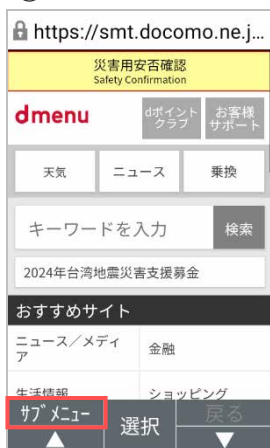 https://smt.docomo.ne.j...
災害用安否確認
Safety Confirmation
dmenu
dポイント
クラブ
お客様
サポート
天気
ニュース
乗換
キーワードを入力
検索
2024年台湾地震災害支援募金
おすすめサイト
ニュース／メディ
ア
金融
生活情報
ショッピング
ｻﾌﾞﾒﾆｭｰ
選択
戻る